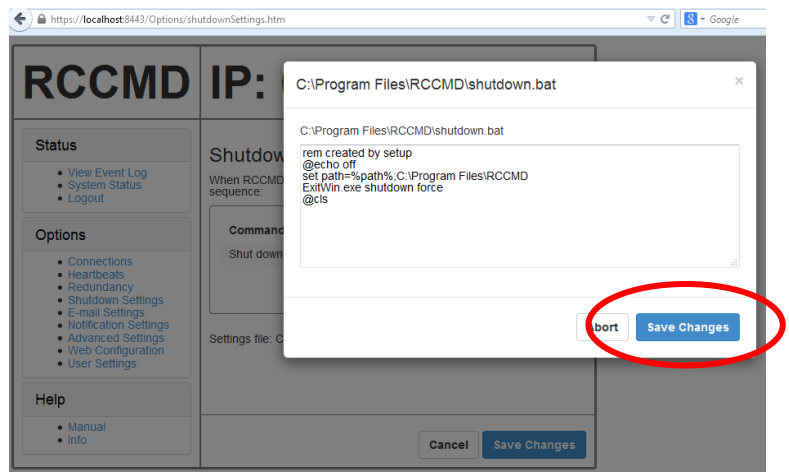 https://localhost:8443/Options/shutdownSettings.htm
Google
RCCMD
IP:
C:\Program Files\RCCMD\shutdown.bat
×
C:\Program Files\RCCMD\shutdown.bat
rem created by setup
@echo off
set path=%path%;C:\Program Files\RCCMD
ExitWin.exe shutdown force
@cls
Abort
Save Changes
Status
View Event Log
System Status
Logout
Options
Connections
Heartbeats
Redundancy
Shutdown Settings
E-mail Settings
Notification Settings
Advanced Settings
Web Configuration
User Settings
Help
Manual
Info
Shutdow
When RCCMD
sequence:
Command
Shut down
Settings file: C
Cancel
Save Changes